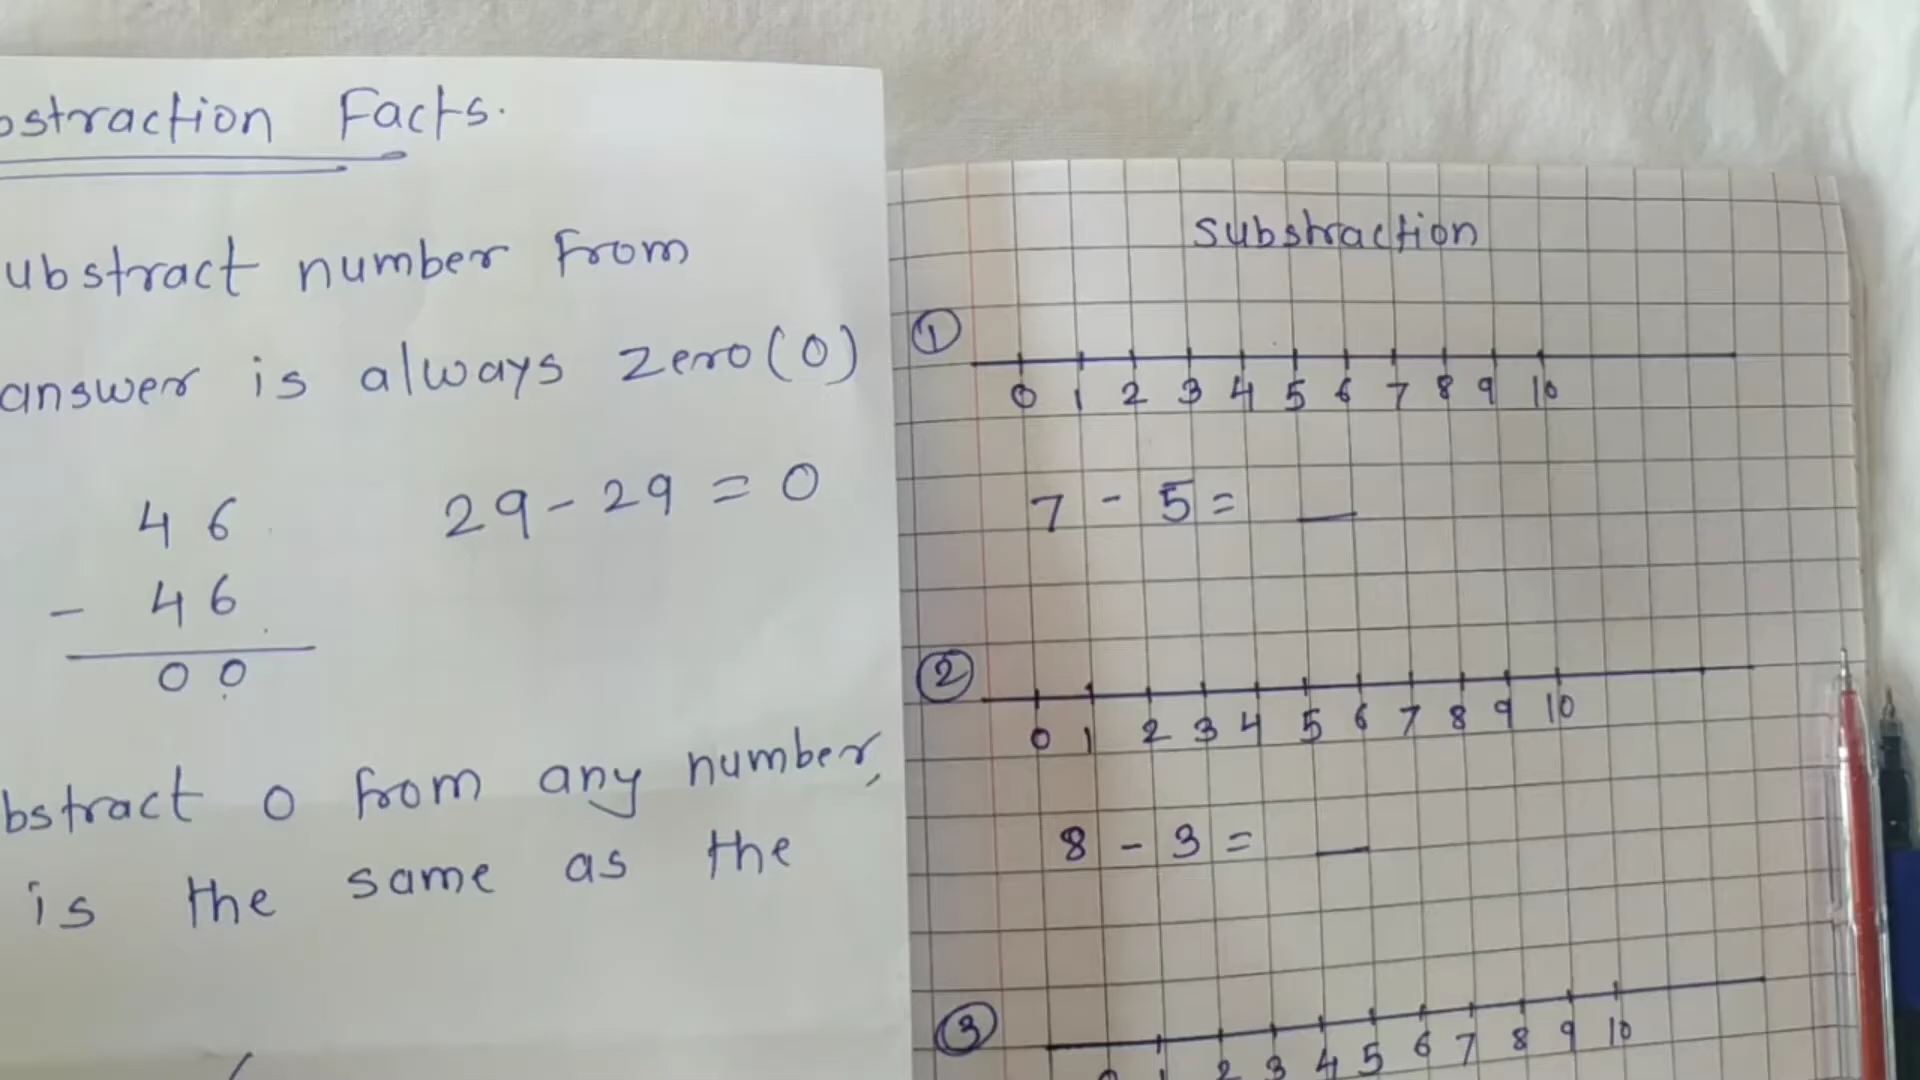 bstraction Facts.
ubstract number from
answer is always zero(0)
46
- 46
00
29 - 29 = 0
bstract 0 from any number,
is the same as the
Substraction
①
0 1 2 3 4 5 6 7 8 9 10
7 - 5 = __
②
0 1 2 3 4 5 6 7 8 9 10
8 - 3 = __
③
0 1 2 3 4 5 6 7 8 9 10